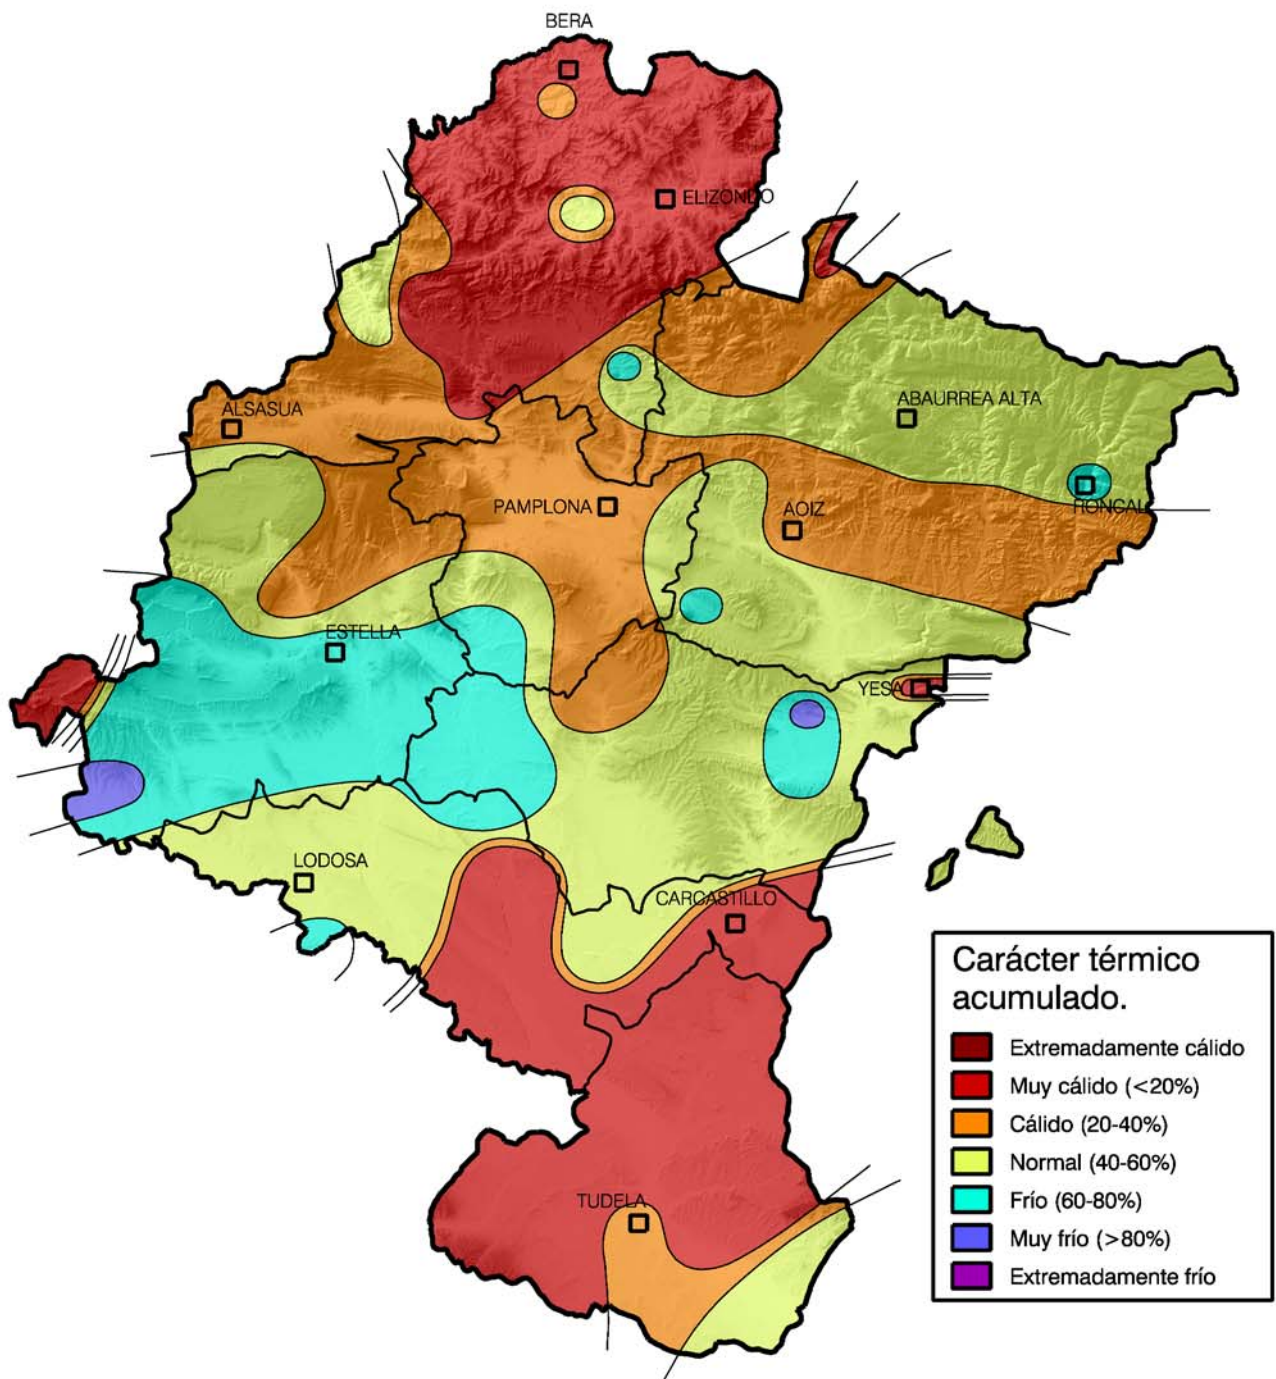 BERA
ELIZONDO
ALSASUA
ABAURREA ALTA
PAMPLONA
AOIZ
RONCAL
ESTELLA
YESA
LODOSA
CARCASTILLO
TUDELA
Carácter térmico
acumulado.
Extremadamente cálido
Muy cálido (<20%)
Cálido (20-40%)
Normal (40-60%)
Frío (60-80%)
Muy frío (>80%)
Extremadamente frío